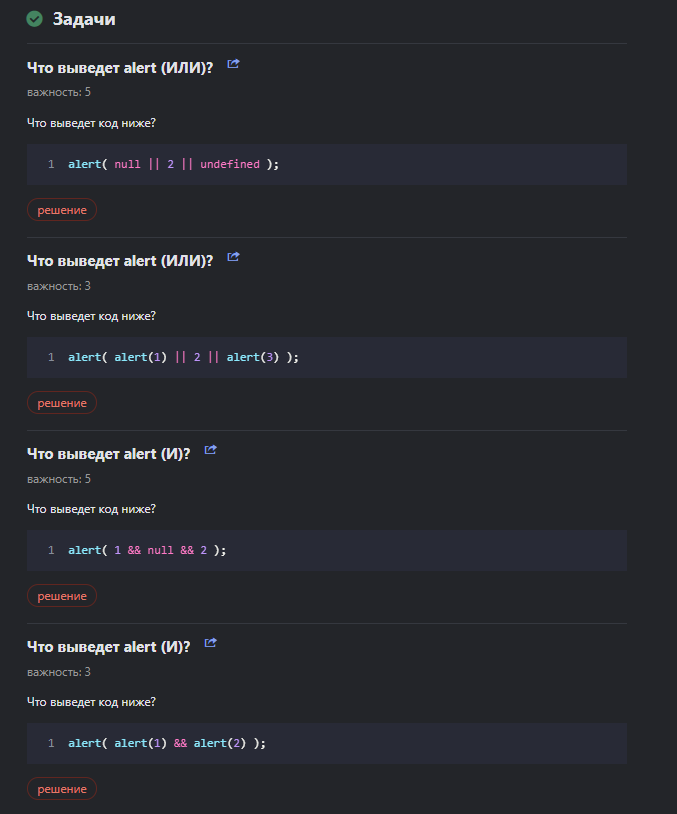 Задачи
Что выведет alert (ИЛИ)?
важность: 5
Что выведет код ниже?
1 alert( null || 2 || undefined );
решение
Что выведет alert (ИЛИ)?
важность: 3
Что выведет код ниже?
1 alert( alert(1) || 2 || alert(3) );
решение
Что выведет alert (И)?
важность: 5
Что выведет код ниже?
1 alert( 1 && null && 2 );
решение
Что выведет alert (И)?
важность: 3
Что выведет код ниже?
1 alert( alert(1) && alert(2) );
решение